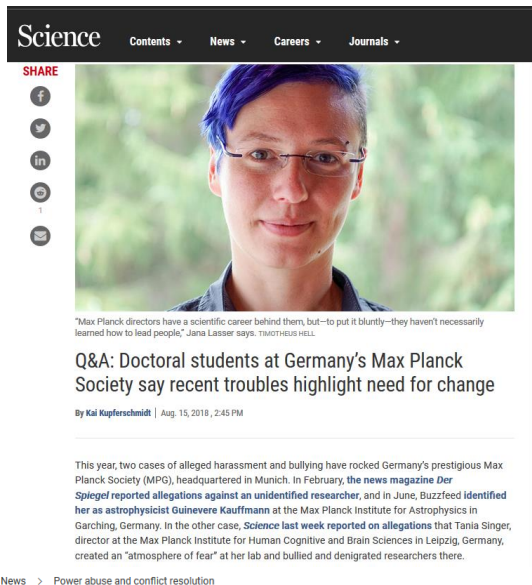 Science
Contents
News
Careers
Journals
SHARE
1
"Max Planck directors have a scientific career behind them, but—to put it bluntly—they haven't necessarily
learned how to lead people," Jana Lasser says. TIMOTHEUS HELL
Q&A: Doctoral students at Germany's Max Planck
Society say recent troubles highlight need for change
By Kai Kupferschmidt | Aug. 15, 2018 , 2:45 PM
This year, two cases of alleged harassment and bullying have rocked Germany's prestigious Max
Planck Society (MPG), headquartered in Munich. In February, the news magazine Der
Spiegel reported allegations against an unidentified researcher, and in June, Buzzfeed identified
her as astrophysicist Guinevere Kauffmann at the Max Planck Institute for Astrophysics in
Garching, Germany. In the other case, Science last week reported on allegations that Tania Singer,
director at the Max Planck Institute for Human Cognitive and Brain Sciences in Leipzig, Germany,
created an "atmosphere of fear" at her lab and bullied and denigrated researchers there.
News > Power abuse and conflict resolution